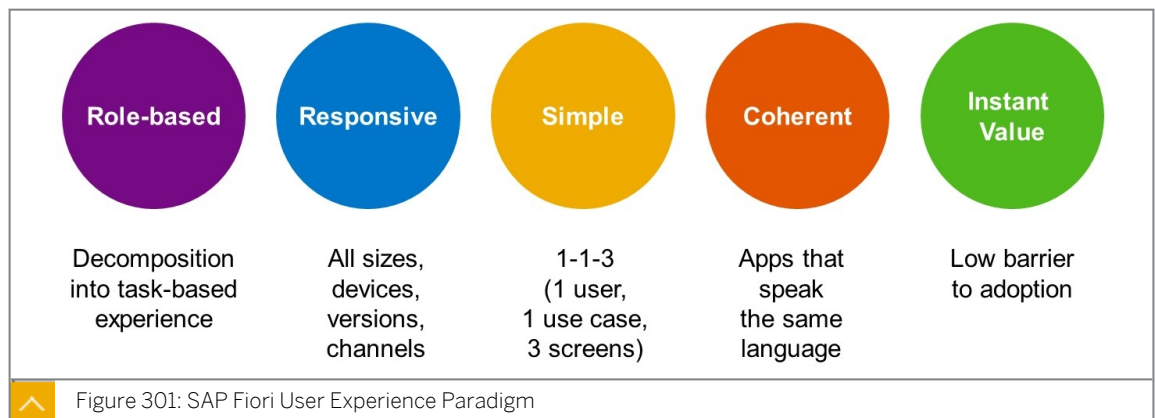 Role-based
Responsive
Simple
Coherent
Instant
Value
Decomposition
into task-based
experience
All sizes,
devices,
versions,
channels
1-1-3
(1 user,
1 use case,
3 screens)
Apps that
speak
the same
language
Low barrier
to adoption
Figure 301: SAP Fiori User Experience Paradigm